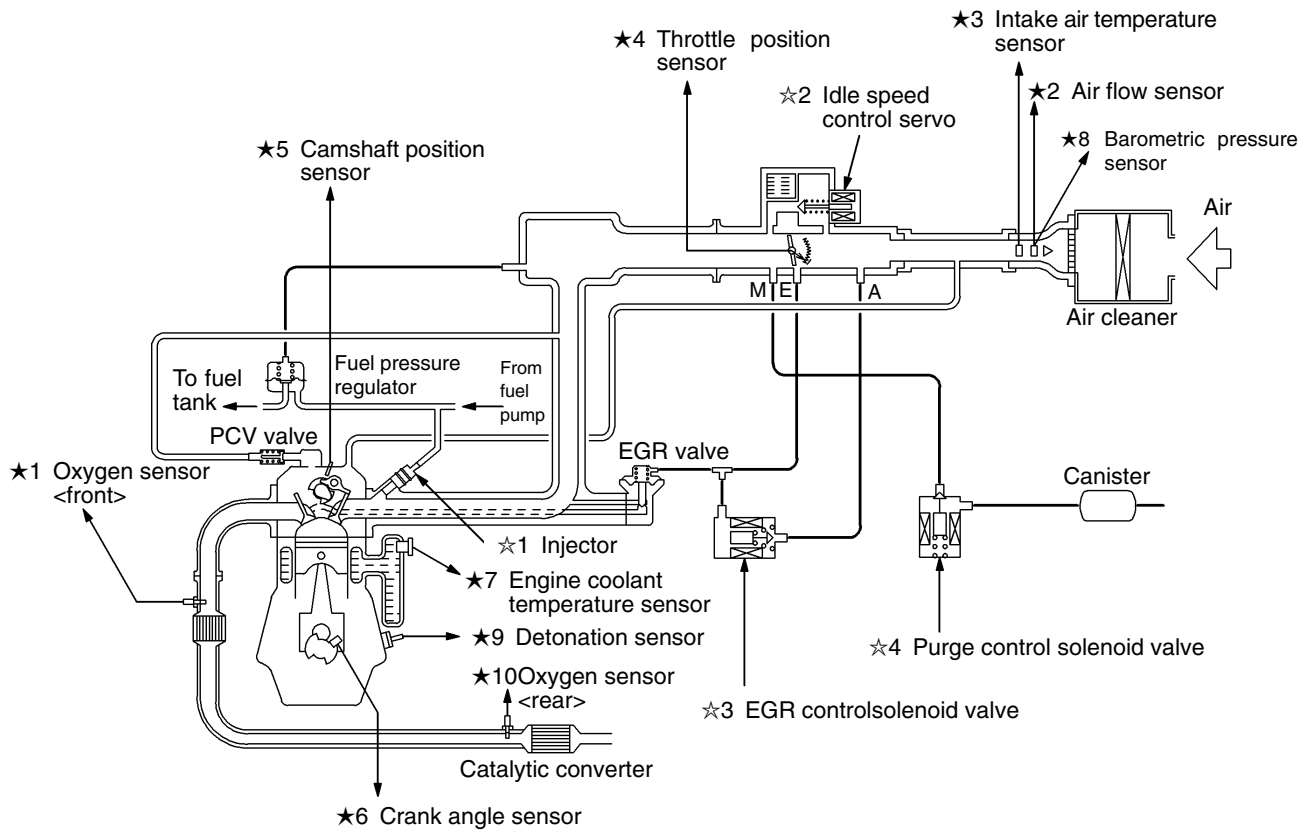 ★3 Intake air temperature
sensor
★4 Throttle position
sensor
☆2 Idle speed
control servo
★2 Air flow sensor
★8 Barometric pressure
sensor
★5 Camshaft position
sensor
Air
M E A
Air cleaner
To fuel
tank
Fuel pressure
regulator
From
fuel
pump
PCV valve
EGR valve
★1 Oxygen sensor
<front>
Canister
☆1 Injector
★7 Engine coolant
temperature sensor
★9 Detonation sensor
☆4 Purge control solenoid valve
★10Oxygen sensor
<rear>
☆3 EGR controlsolenoid valve
Catalytic converter
★6 Crank angle sensor